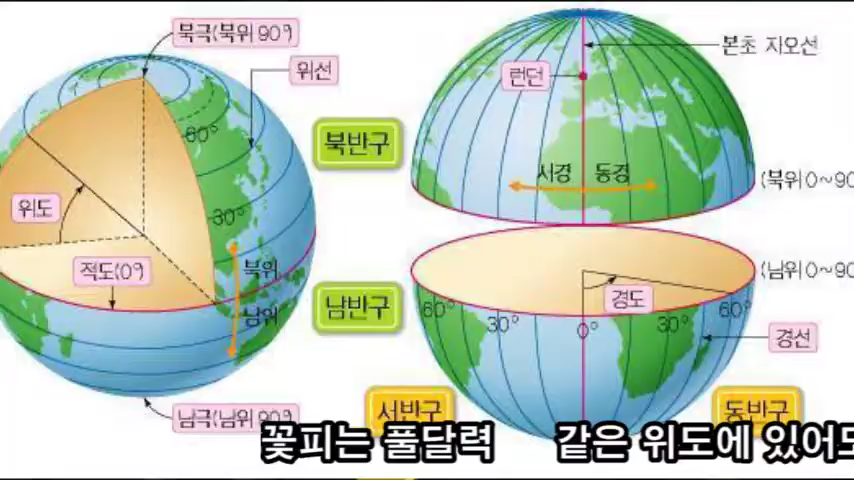 북극(북위 90°)
위선
60°
위도
30°
적도(0°)
북위
남위
남극(남위 90°)
북반구
남반구
서반구
동반구
본초 자오선
런던
서경 동경
(북위 0~90
(남위 0~90
경도
60° 30° 0° 30° 60°
경선
꽃피는 풀달력 같은 위도에 있어도